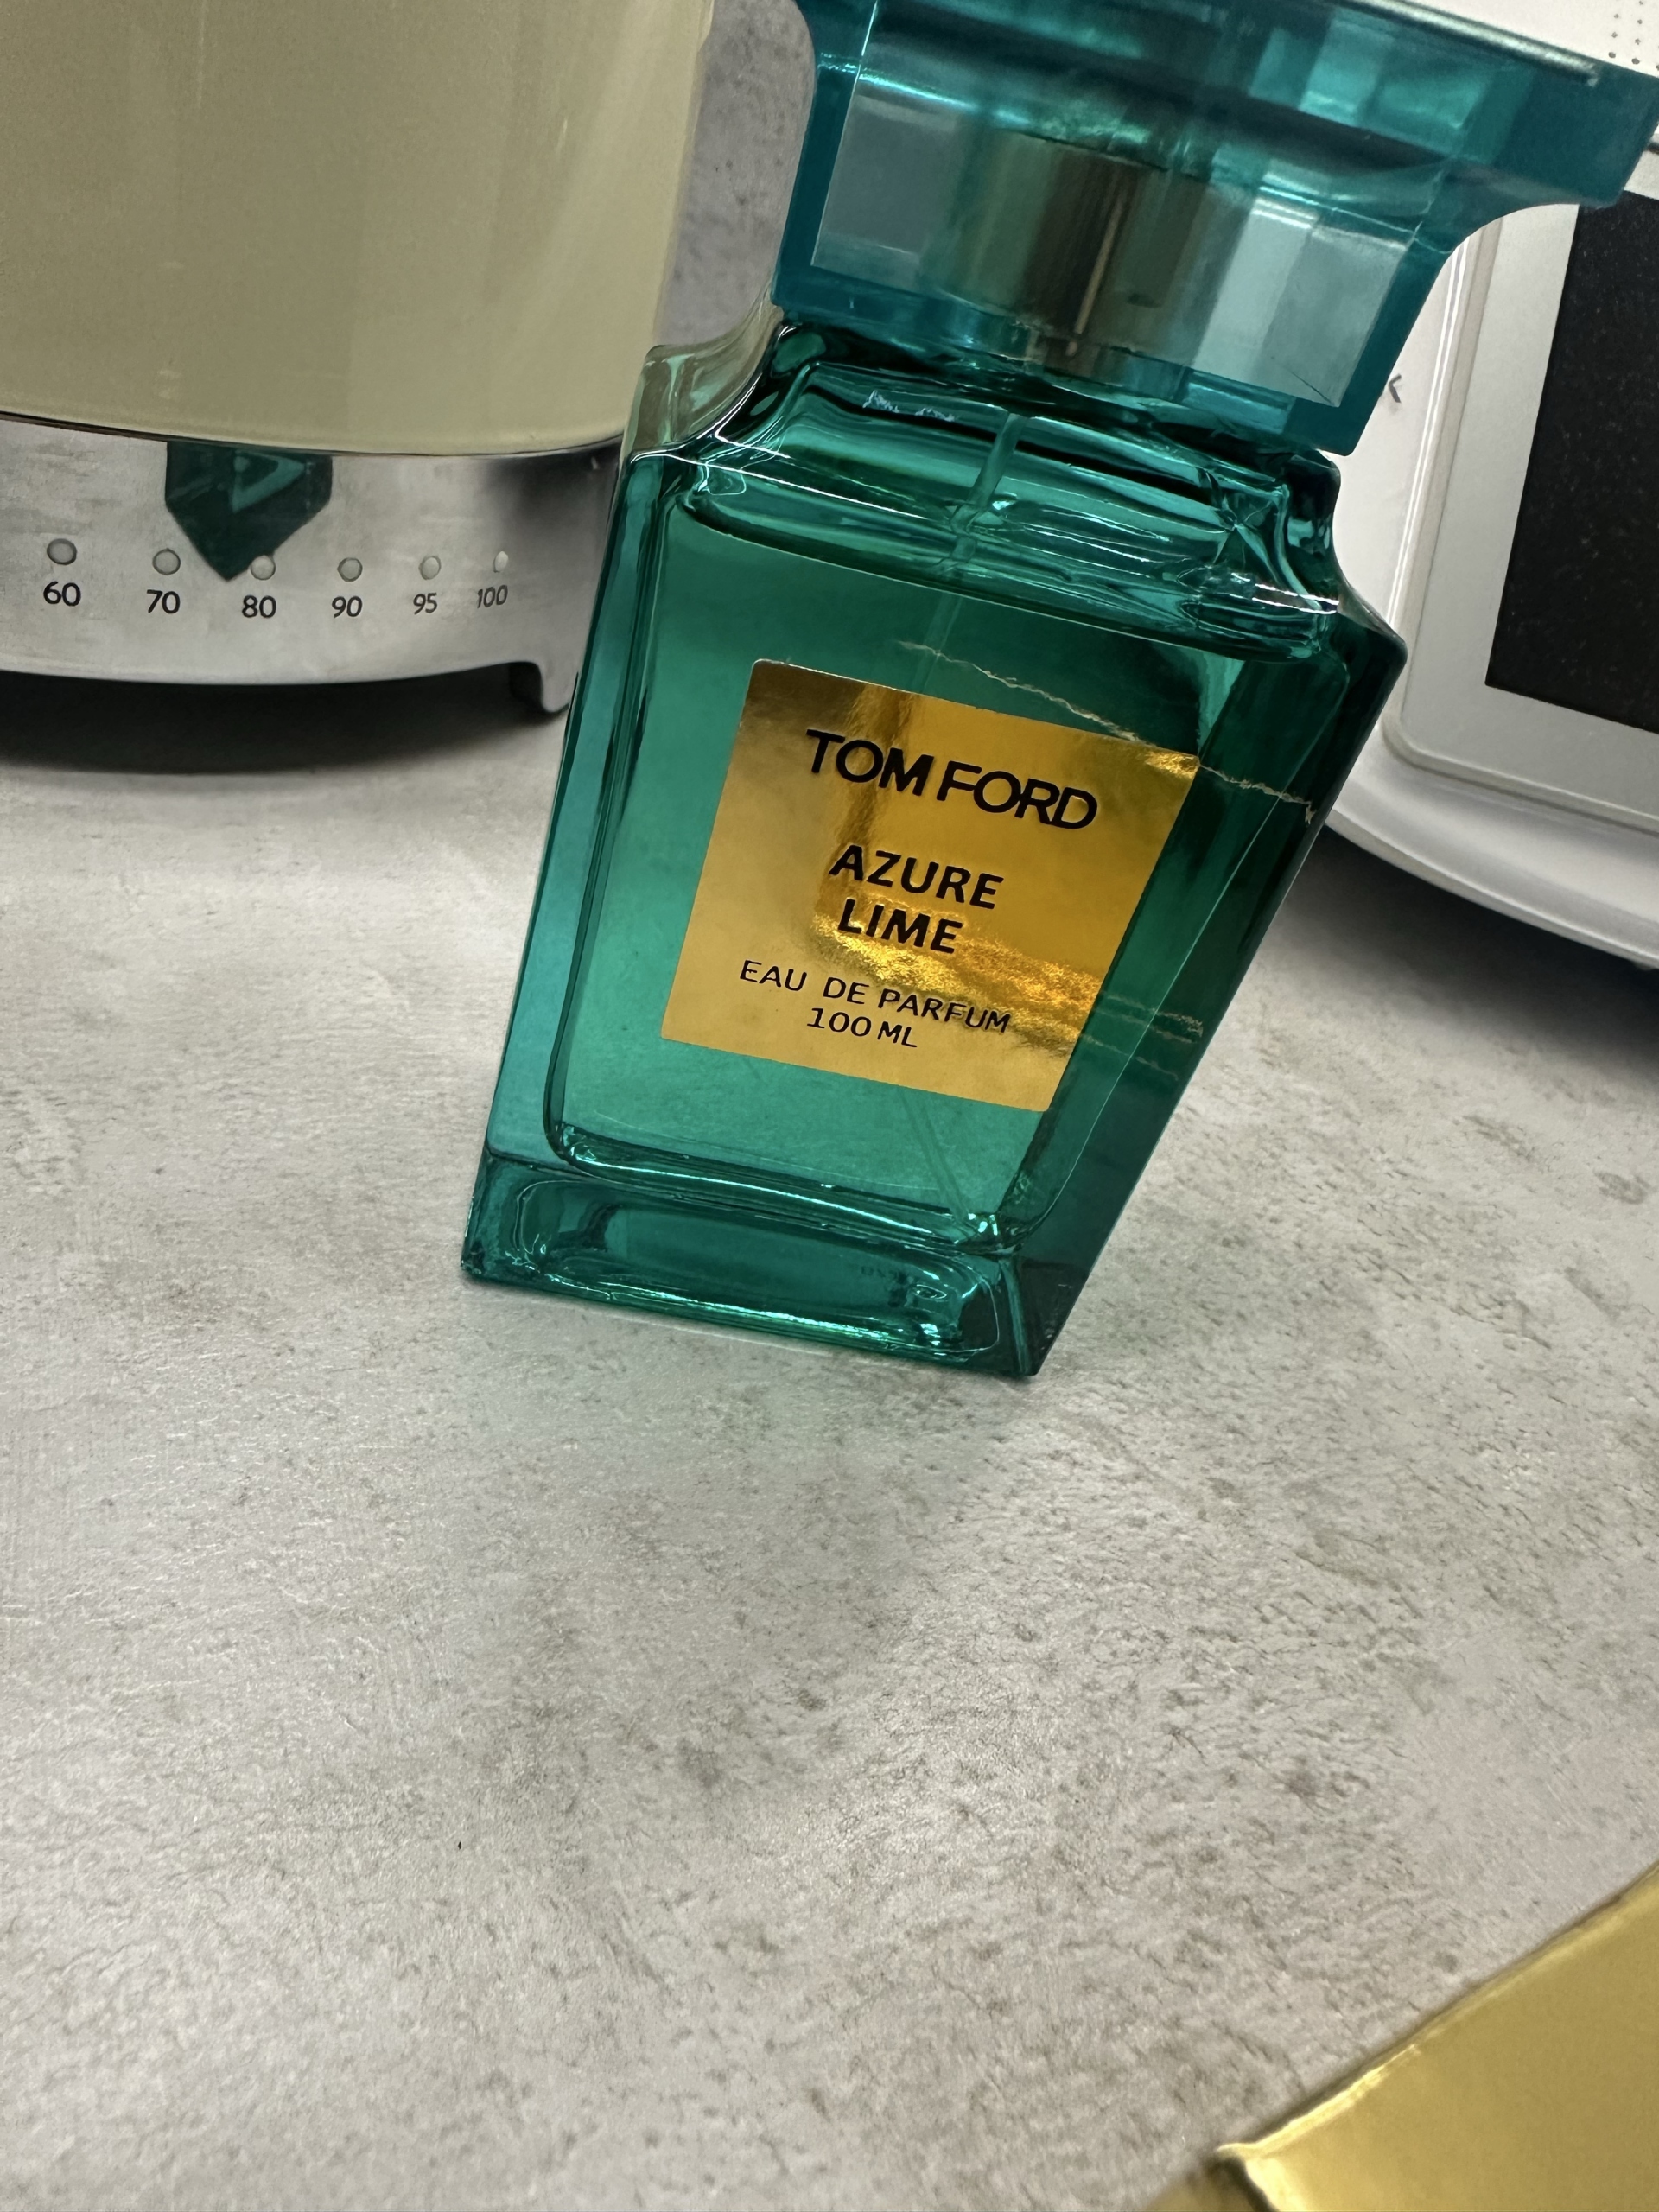 60 70 80 90 95 100
TOM FORD
AZURE
LIME
EAU DE PARFUM
100 ML